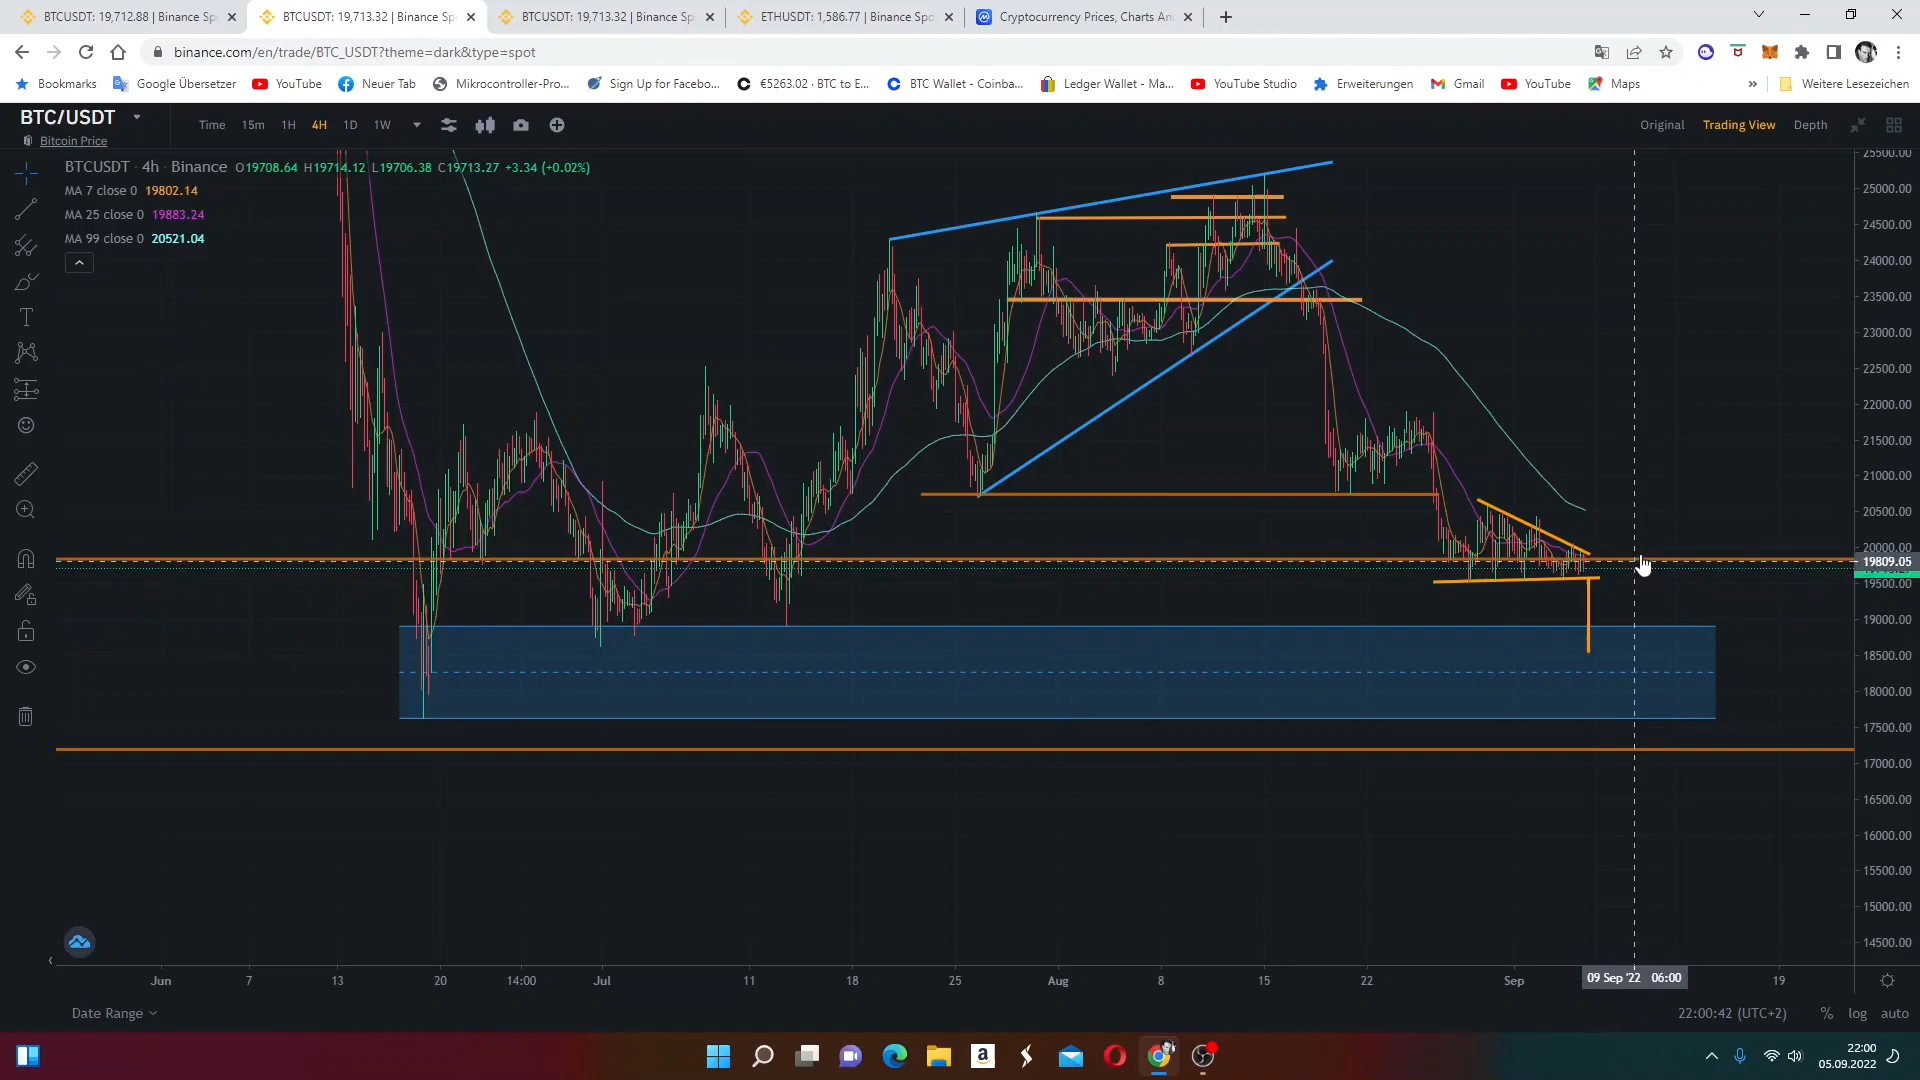 BTCUSDT: 19,712.88 | Binance Sp
BTCUSDT: 19,713.32 | Binance Sp
BTCUSDT: 19,713.32 | Binance Sp
ETHUSDT: 1,586.77 | Binance Spo
Cryptocurrency Prices, Charts An
binance.com/en/trade/BTC_USDT?theme=dark&type=spot
Bookmarks
Google Übersetzer
YouTube
Neuer Tab
Mikrocontroller-Pro...
Sign Up for Facebo...
€5263.02 · BTC to E...
BTC Wallet - Coinba...
Ledger Wallet - Ma...
YouTube Studio
Erweiterungen
Gmail
YouTube
Maps
»
Weitere Lesezeichen
BTC/USDT
Bitcoin Price
Time 15m 1H 4H 1D 1W
Original Trading View Depth
BTCUSDT · 4h · Binance O19708.64 H19714.12 L19706.38 C19713.27 +3.34 (+0.02%)
MA 7 close 0 19802.14
MA 25 close 0 19883.24
MA 99 close 0 20521.04
25500.00
25000.00
24500.00
24000.00
23500.00
23000.00
22500.00
22000.00
21500.00
21000.00
20500.00
20000.00
19809.05
19500.00
19000.00
18500.00
18000.00
17500.00
17000.00
16500.00
16000.00
15500.00
15000.00
14500.00
Jun 7 13 20 14:00 Jul 11 18 25 Aug 8 15 22 Sep 09 Sep '22 06:00 19
Date Range
22:00:42 (UTC+2) % log auto
22:00
05.09.2022